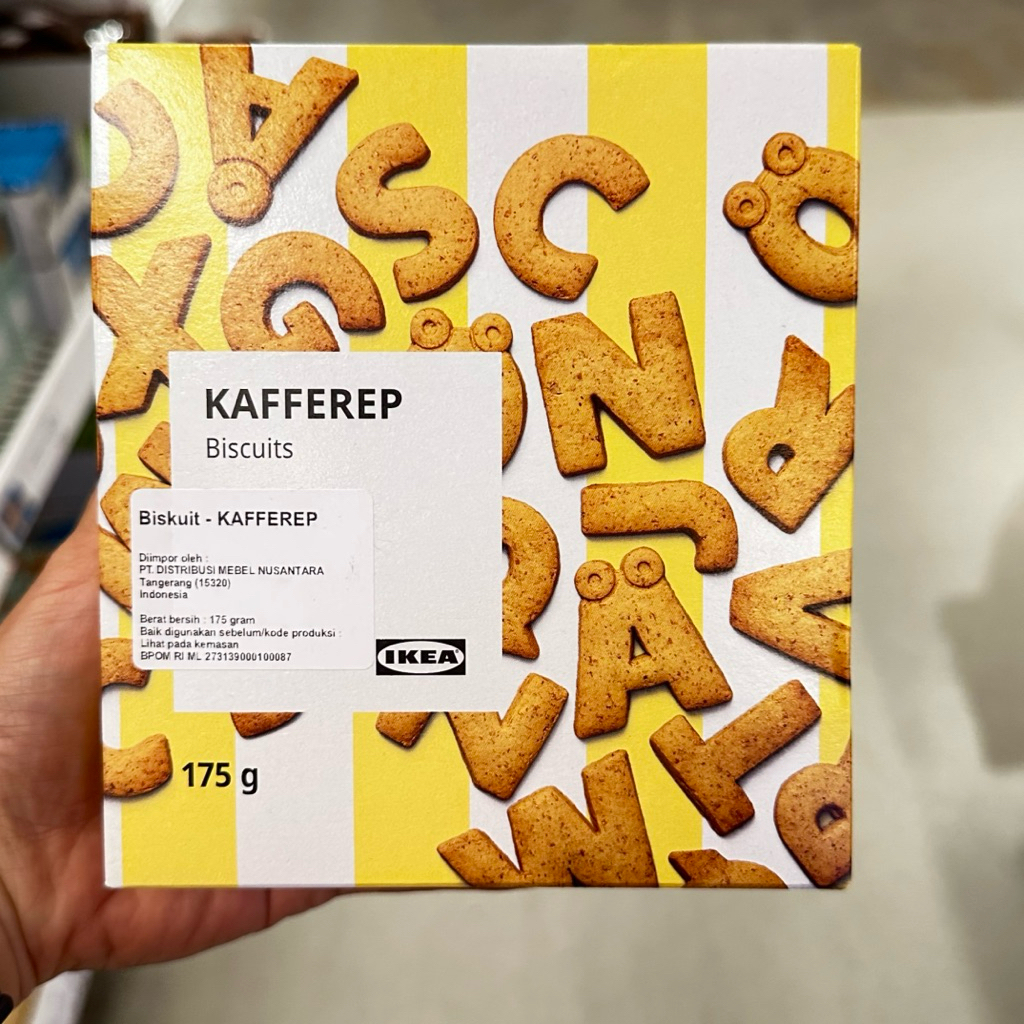 KAFFEREP
Biscuits
Biskuit - KAFFEREP
Diimpor oleh :
PT. DISTRIBUSI MEBEL NUSANTARA
Tangerang (15320)
Indonesia
Berat bersih : 175 gram
Baik digunakan sebelum/kode produksi :
Lihat pada kemasan
BPOM RI ML 273139000100087
IKEA
175 g